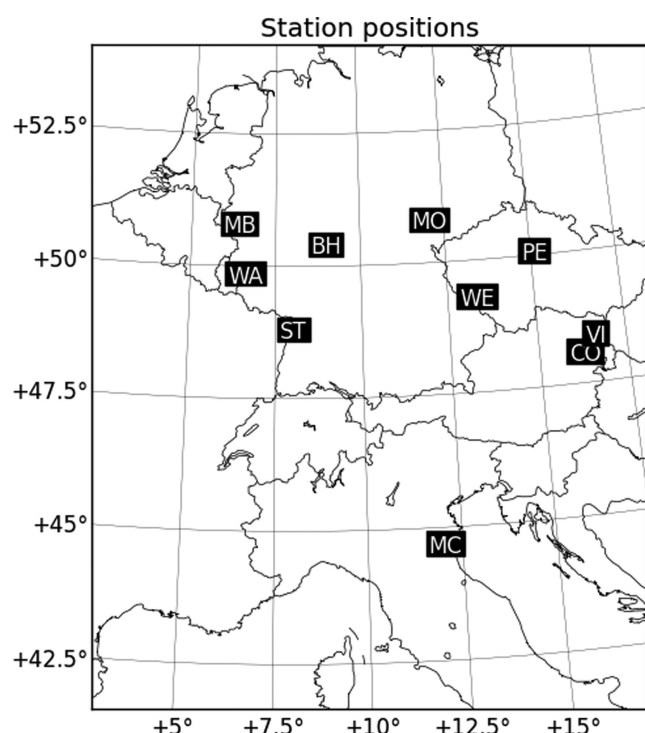 Station positions
+52.5°
MB
MO
BH
PE
+50°
WA
WE
ST
VI
CO
+47.5°
+45°
MC
+42.5°
+5° +7.5° +10° +12.5° +15°